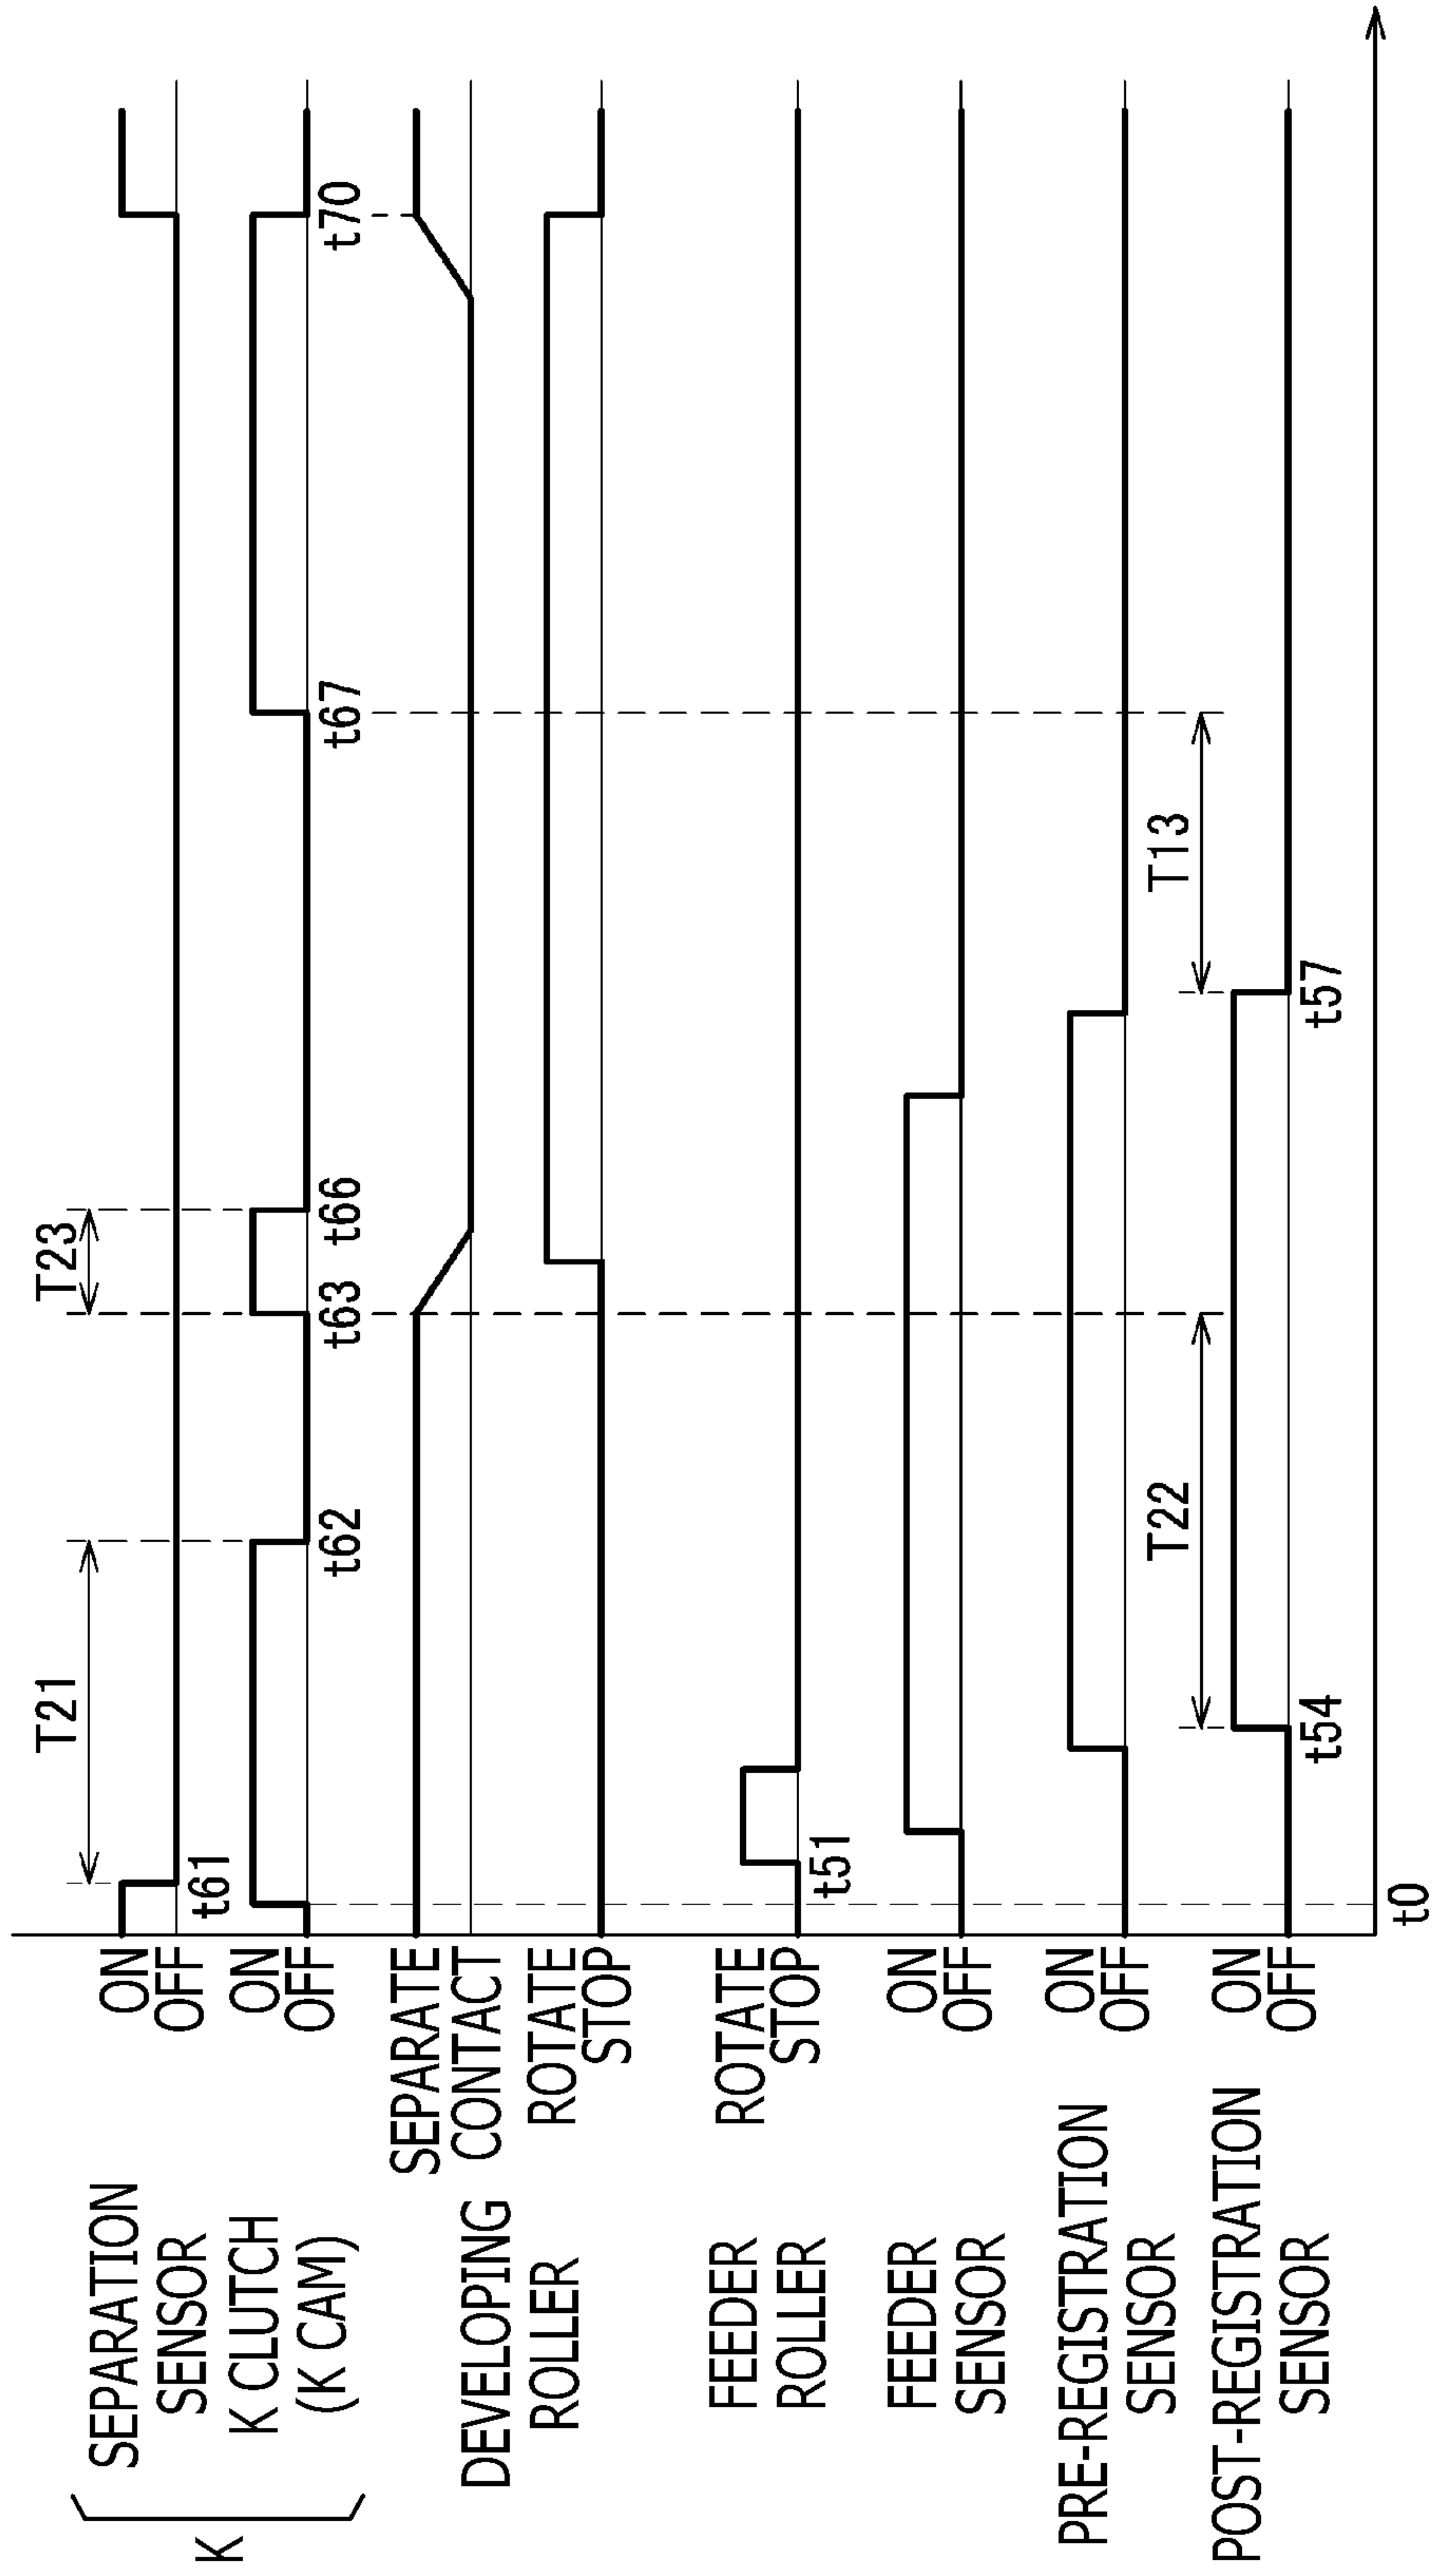 T21
T23
K
SEPARATION
SENSOR
ON
OFF
t61
K CLUTCH
(K CAM)
ON
OFF
t62
t63
t66
t67
t70
DEVELOPING
ROLLER
SEPARATE
CONTACT
ROTATE
STOP
FEEDER
ROLLER
ROTATE
STOP
t51
FEEDER
SENSOR
ON
OFF
PRE-REGISTRATION
SENSOR
ON
OFF
T22
T13
POST-REGISTRATION
SENSOR
ON
OFF
t54
t57
t0